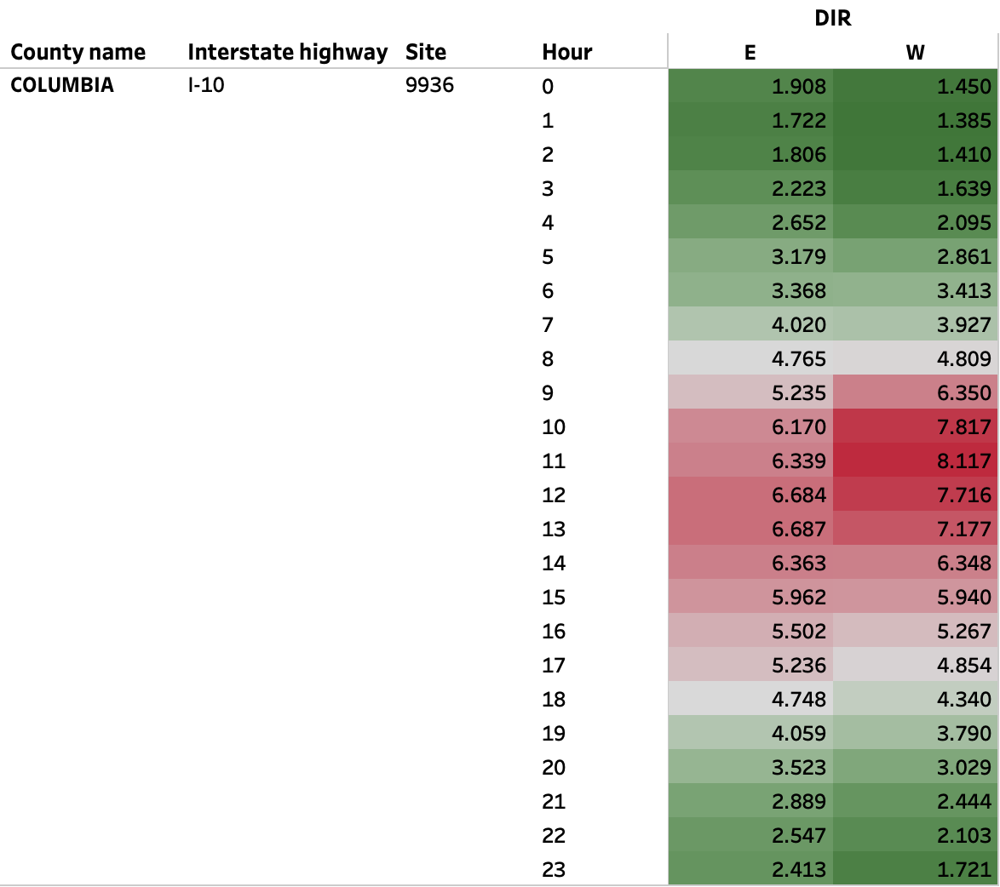 DIR
County name Interstate highway Site Hour E W
COLUMBIA I-10 9936 0 1.908 1.450
1 1.722 1.385
2 1.806 1.410
3 2.223 1.639
4 2.652 2.095
5 3.179 2.861
6 3.368 3.413
7 4.020 3.927
8 4.765 4.809
9 5.235 6.350
10 6.170 7.817
11 6.339 8.117
12 6.684 7.716
13 6.687 7.177
14 6.363 6.348
15 5.962 5.940
16 5.502 5.267
17 5.236 4.854
18 4.748 4.340
19 4.059 3.790
20 3.523 3.029
21 2.889 2.444
22 2.547 2.103
23 2.413 1.721